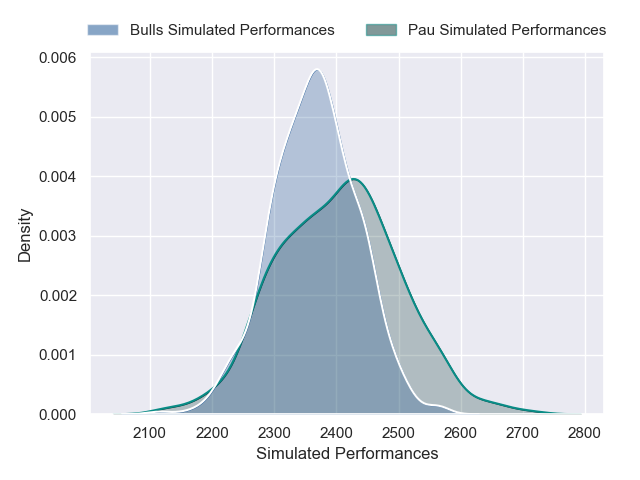 Bulls Simulated Performances Pau Simulated Performances
0.006
0.005
0.004
0.003
0.002
0.001
0.000
Density
2100 2200 2300 2400 2500 2600 2700 2800
Simulated Performances